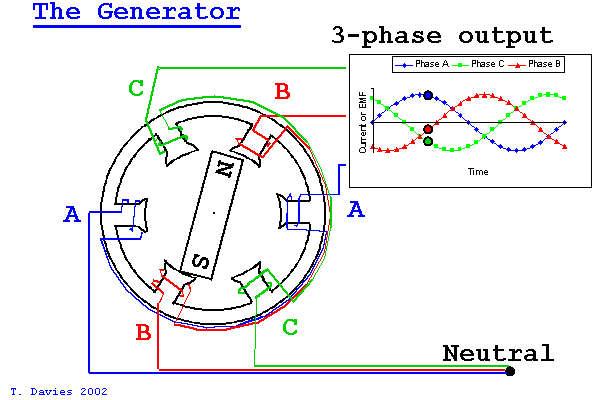 The Generator
3-phase output
Phase A Phase C Phase B
Current or EMF
Time
C
B
N
A
A
S
B
C
Neutral
T. Davies 2002